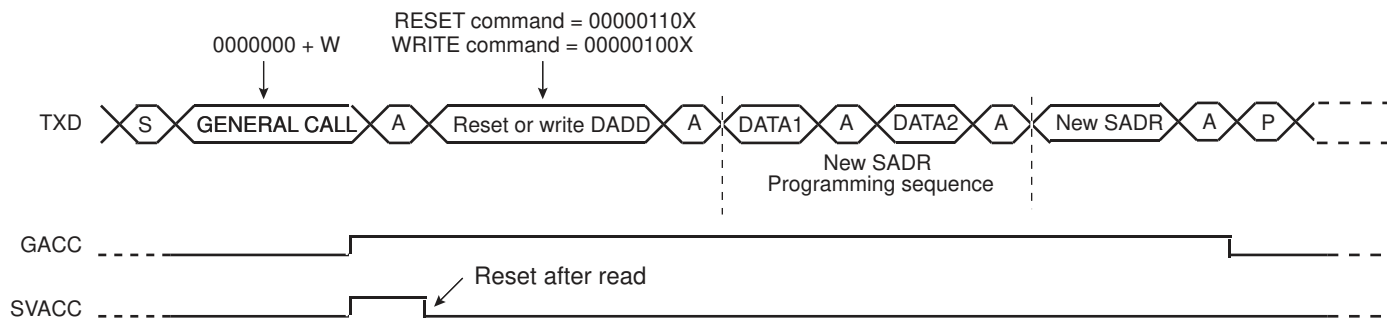 RESET command = 00000110X
0000000 + W
WRITE command = 00000100X
TXD
S
GENERAL CALL
A
Reset or write DADD
A
DATA1
A
DATA2
A
New SADR
A
P
New SADR
Programming sequence
GACC
Reset after read
SVACC